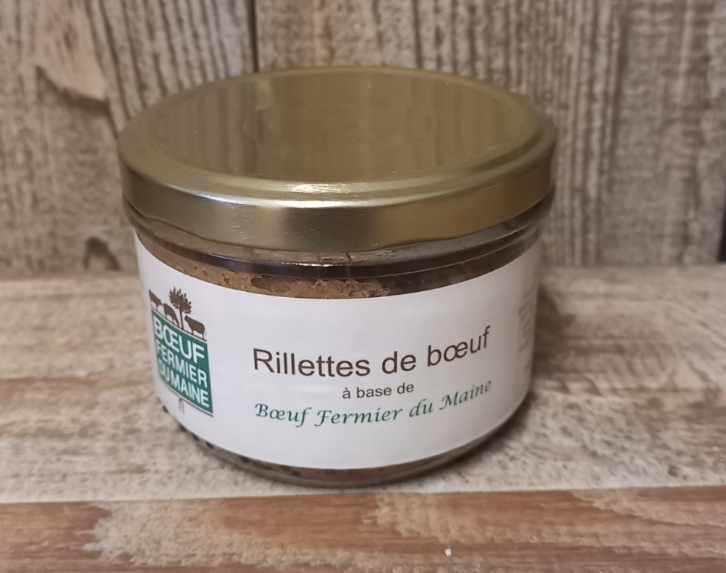 BŒUF
FERMIER
DU MAINE
Rillettes de bœuf
à base de
Bœuf Fermier du Maine